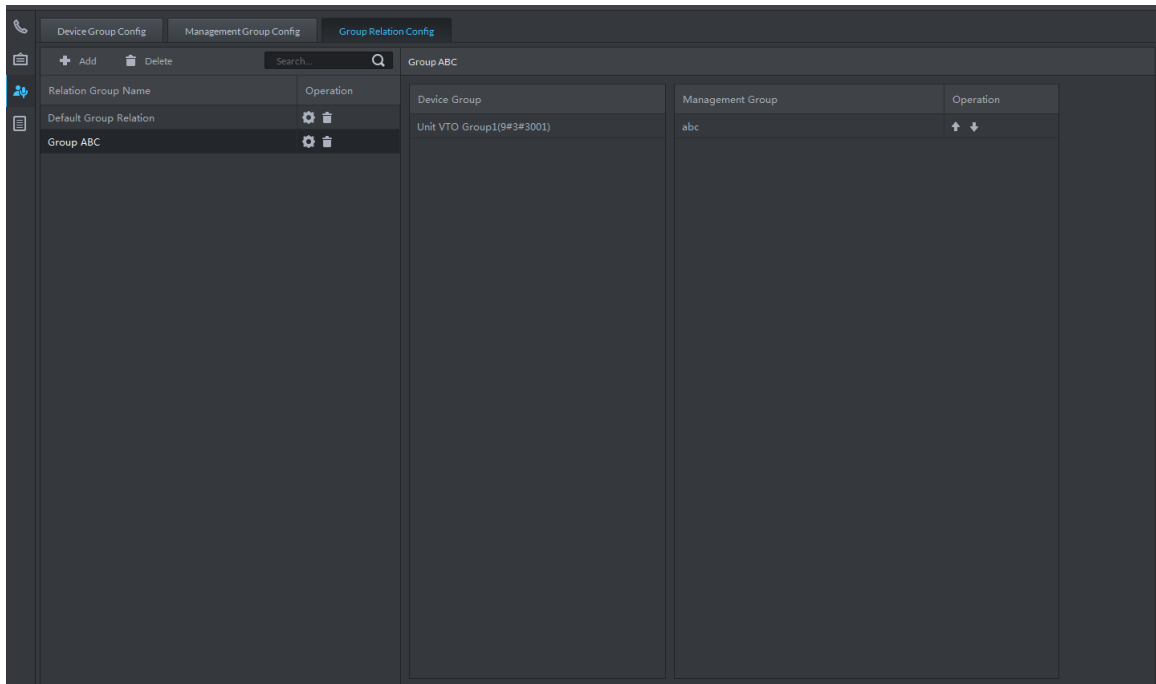 Device Group Config Management Group Config Group Relation Config
Add Delete Search... Group ABC
Relation Group Name Operation Device Group Management Group Operation
Default Group Relation Unit VTO Group1(9#3#3001) abc
Group ABC